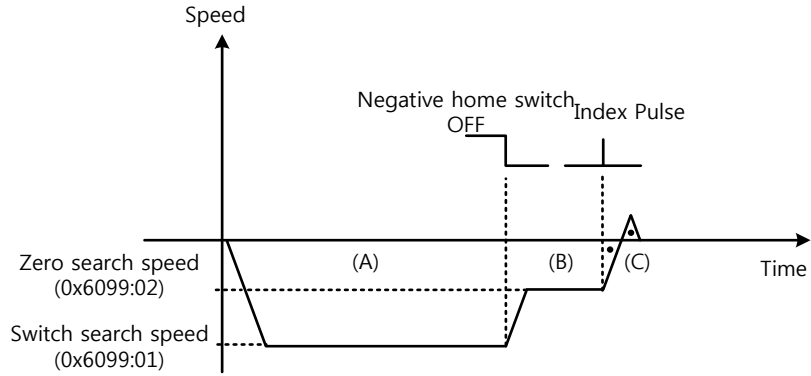 Speed
Negative home switch
OFF
Index Pulse
(A)
(B)
(C)
Time
Zero search speed
(0x6099:02)
Switch search speed
(0x6099:01)